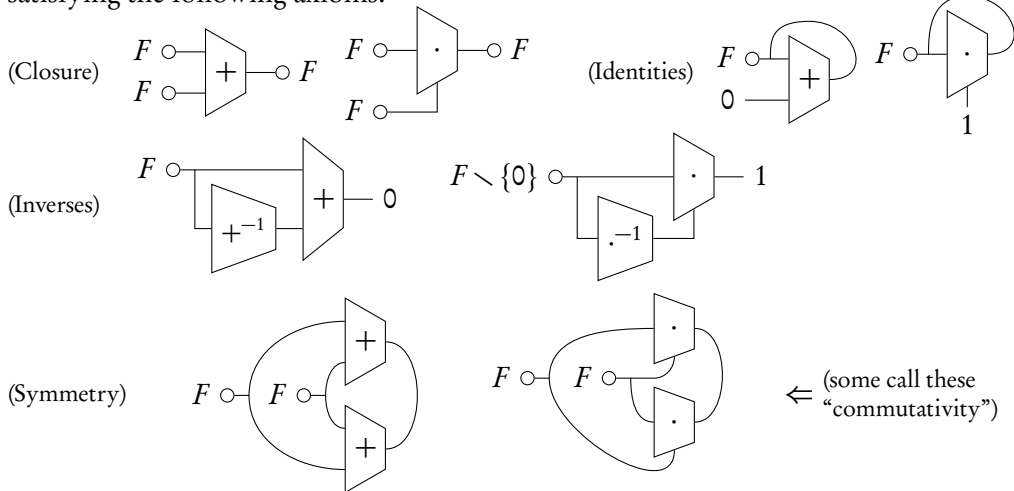 satisfying the following axioms:
(Closure) F F + F F F · F (Identities) F 0 + F · 1
(Inverses) F +⁻¹ + 0 F ∖ {0} ·⁻¹ · 1
(Symmetry) F F + + F F · · ⇐ (some call these
“commutativity”)